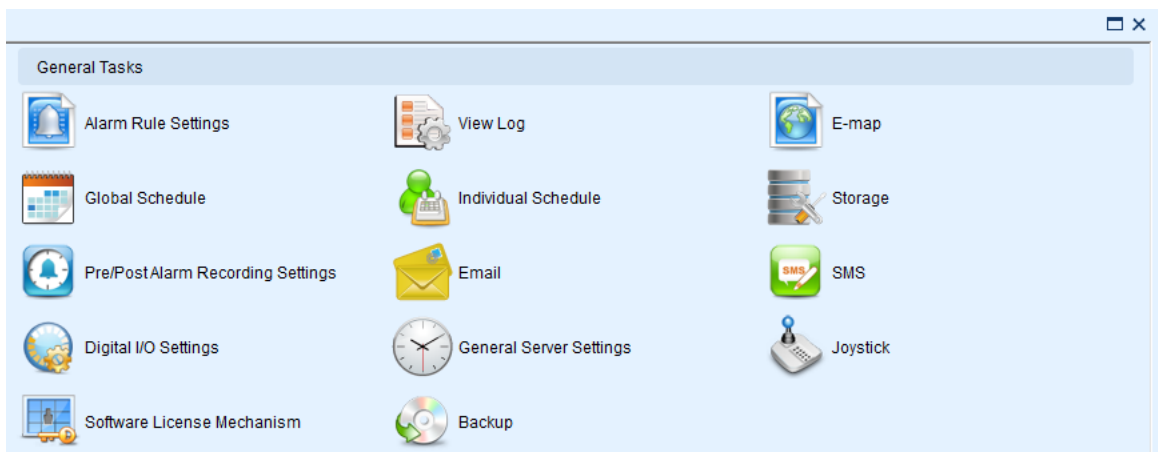 General Tasks
Alarm Rule Settings
View Log
E-map
Global Schedule
Individual Schedule
Storage
Pre/Post Alarm Recording Settings
Email
SMS
SMS
Digital I/O Settings
General Server Settings
Joystick
Software License Mechanism
Backup